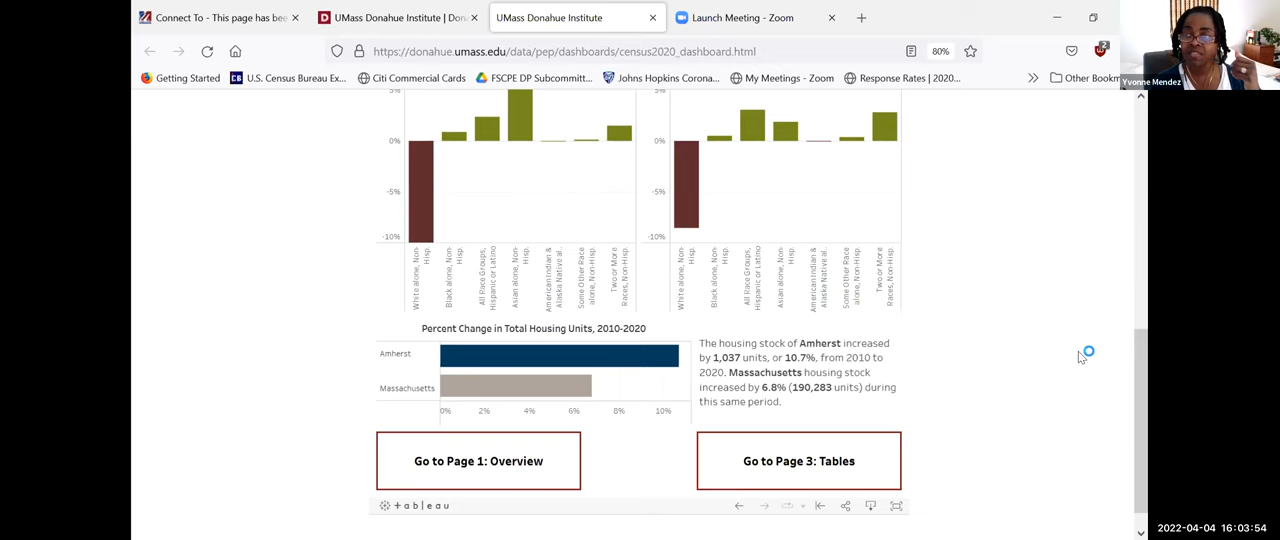 Connect To - This page has bee
UMass Donahue Institute | Don
UMass Donahue Institute
Launch Meeting - Zoom
https://donahue.umass.edu/data/pep/dashboards/census2020_dashboard.html
80%
2
Getting Started
U.S. Census Bureau Ex...
Citi Commercial Cards
FSCPE DP Subcommitt...
Johns Hopkins Corona...
My Meetings - Zoom
Response Rates | 2020...
Other Bookm
Yvonne Mendez
5%
0%
-5%
-10%
5%
0%
-5%
-10%
White alone, Non-
Hisp.
Black alone, Non-
Hisp.
All Race Groups,
Hispanic or Latino
Asian alone, Non-
Hisp.
American Indian &
Alaska Native al..
Some Other Race
alone, Non-Hisp.
Two or More
Races, Non-Hisp.
White alone, Non-
Hisp.
Black alone, Non-
Hisp.
All Race Groups,
Hispanic or Latino
Asian alone, Non-
Hisp.
American Indian &
Alaska Native al..
Some Other Race
alone, Non-Hisp.
Two or More
Races, Non-Hisp.
Percent Change in Total Housing Units, 2010-2020
Amherst
Massachusetts
0% 2% 4% 6% 8% 10%
The housing stock of Amherst increased
by 1,037 units, or 10.7%, from 2010 to
2020. Massachusetts housing stock
increased by 6.8% (190,283 units) during
this same period.
Go to Page 1: Overview
Go to Page 3: Tables
+ a b l e a u
2022-04-04 16:03:54